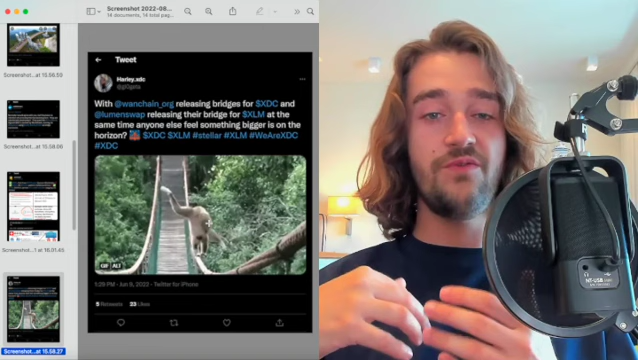 Screenshot 2022-08-...
14 documents, 14 total pag...
Screenshot...at 15.56.59
Screenshot...at 15.58.06
Screenshot...1 at 16.01.45
Screenshot...at 15.58.27
Tweet
Harley.xdc
With @wanchain_org releasing bridges for $XDC and
@lumenswap releasing their bridge for $XLM at the
same time anyone else feel something bigger is on the
horizon? $XDC $XLM #stellar #XLM #WeAreXDC
#XDC
GIF ALT
1:29 PM · Jun 9, 2022 · Twitter for iPhone
5 Retweets 23 Likes
NT-USB